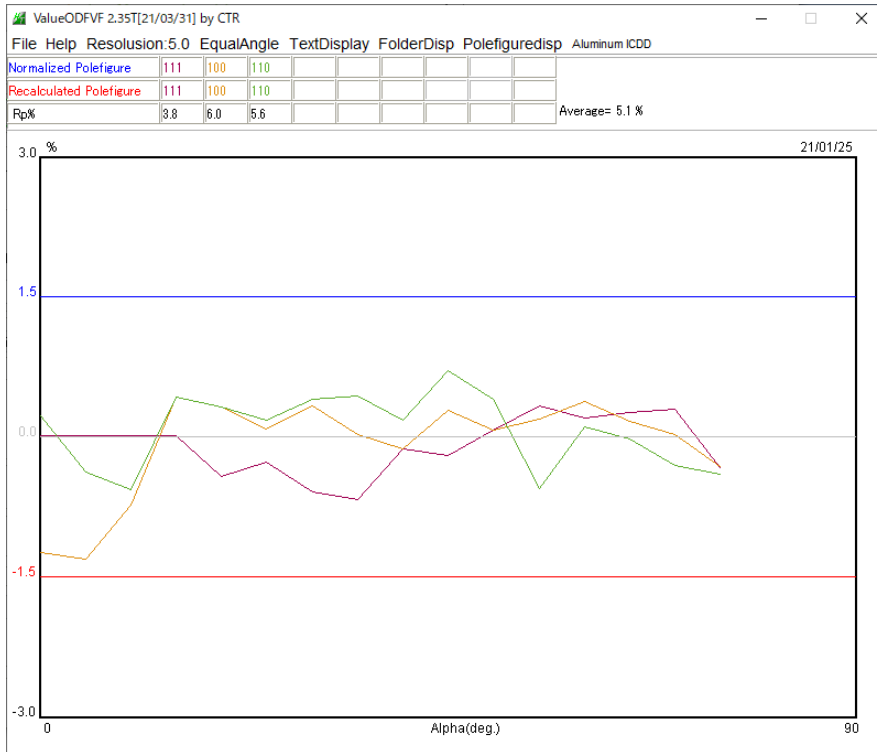 ValueODFVF 2.35T[21/03/31] by CTR
File Help Resolusion:5.0 EqualAngle TextDisplay FolderDisp Polefiguredisp Aluminum ICDD
Normalized Polefigure 111 100 110
Recalculated Polefigure 111 100 110
Rp% 3.8 6.0 5.6 Average= 5.1 %
3.0 % 21/01/25
1.5
0.0
-1.5
-3.0
0 Alpha(deg.) 90